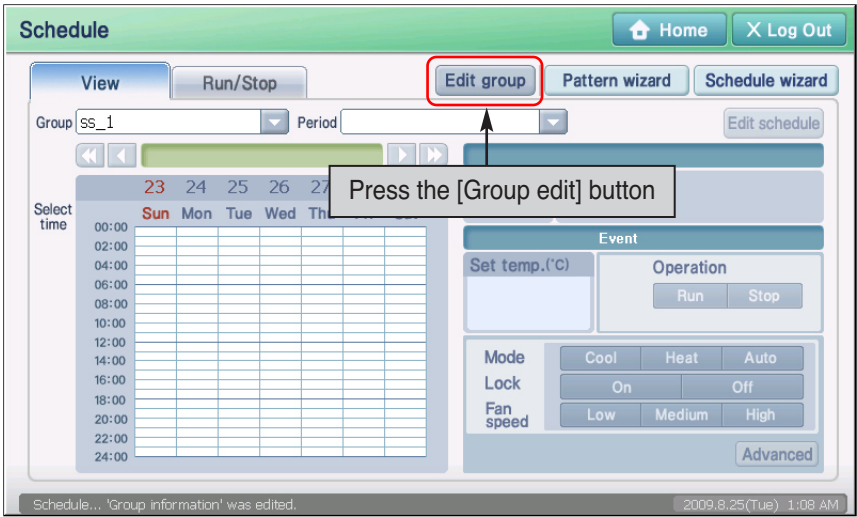 Schedule
Home
X Log Out
View
Run/Stop
Edit group
Pattern wizard
Schedule wizard
Group ss_1
Period
Edit schedule
Press the [Group edit] button
23 24 25 26
Select time
Sun Mon Tue Wed
00:00
02:00
04:00
06:00
08:00
10:00
12:00
14:00
16:00
18:00
20:00
22:00
24:00
Event
Set temp.(°C)
Operation
Run Stop
Mode Cool Heat Auto
Lock On Off
Fan speed Low Medium High
Advanced
Schedule... 'Group information' was edited.
2009.8.25(Tue) 1:08 AM